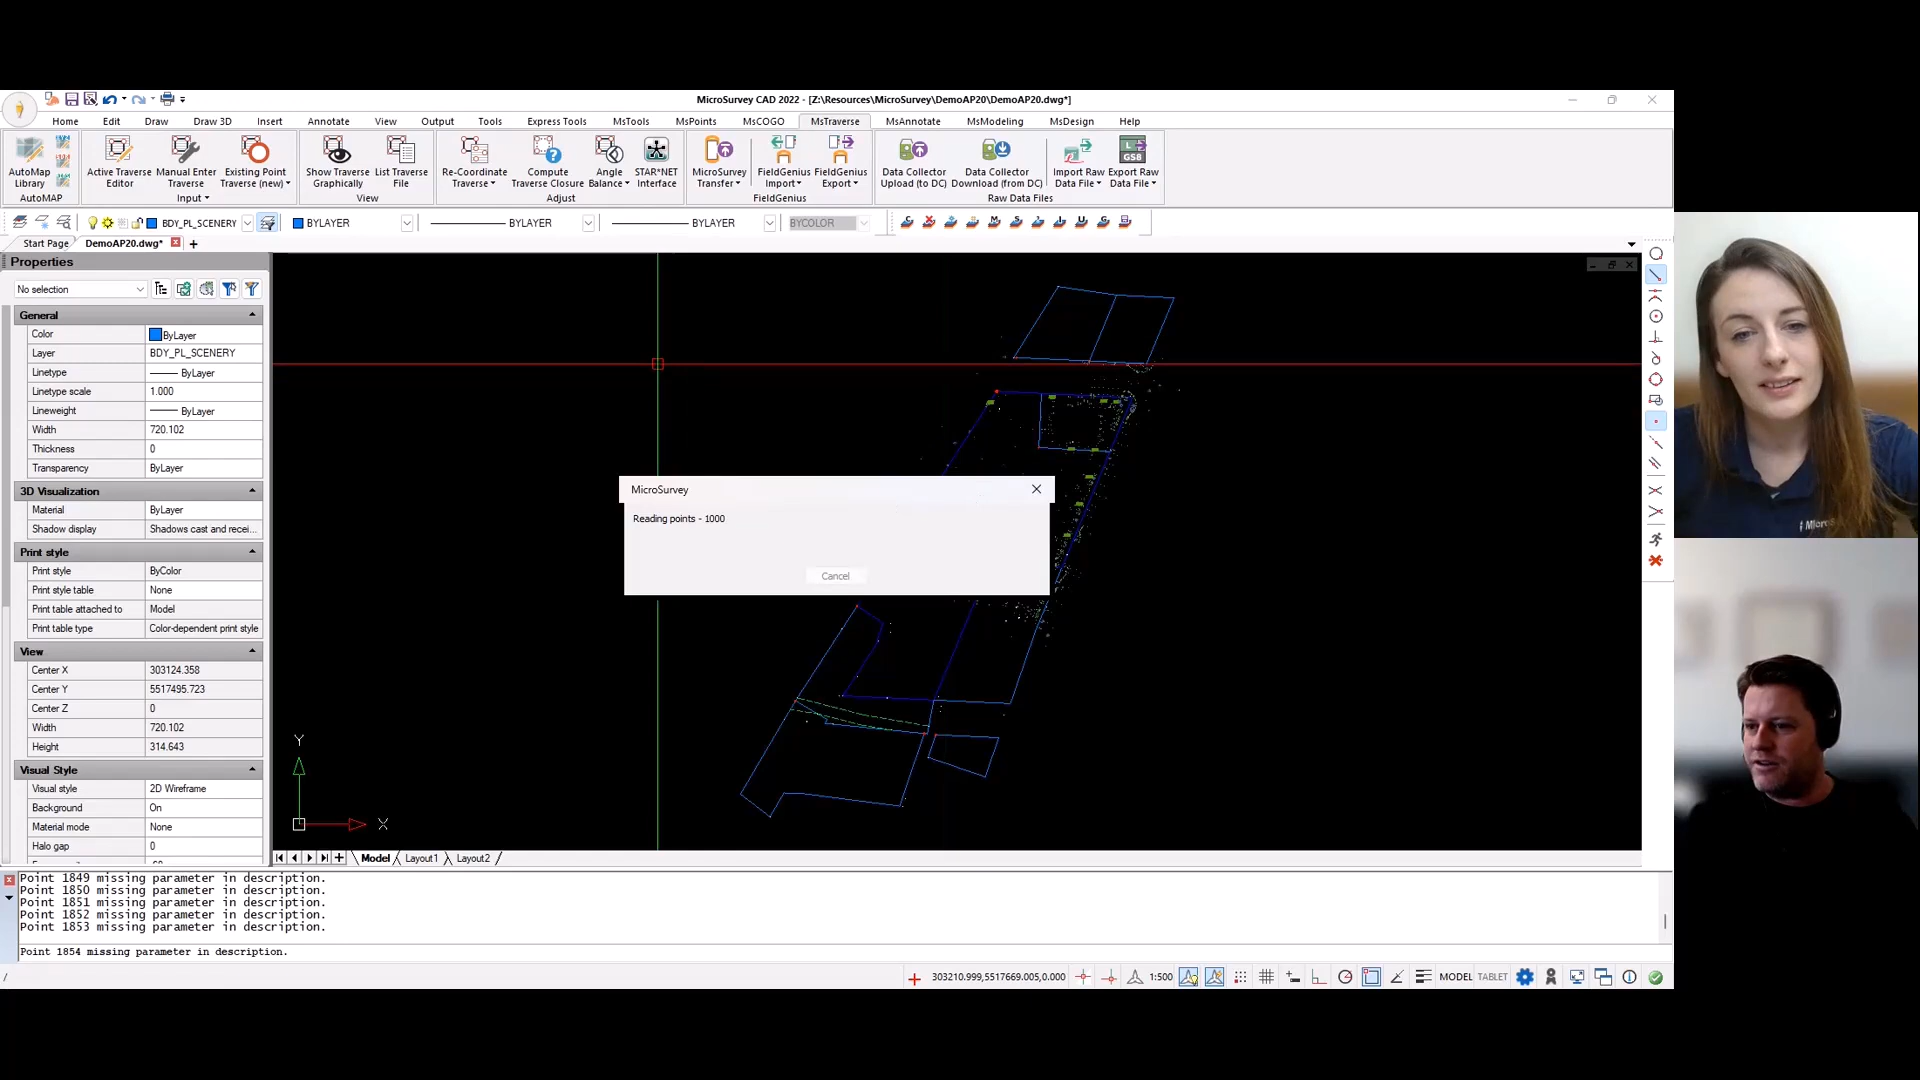 MicroSurvey CAD 2022 - [Z:\Resources\MicroSurvey\DemoAP20\DemoAP20.dwg*]
Home Edit Draw Draw 3D Insert Annotate View Output Tools Express Tools MsTools MsPoints MsCOGO MsTraverse MsAnnotate MsModeling MsDesign Help
AutoMap Library
Active Traverse Editor
Manual Enter Traverse
Existing Point Traverse (new)
Show Traverse Graphically
List Traverse File
Re-Coordinate Traverse
Compute Traverse Closure
Angle Balance
STAR*NET Interface
MicroSurvey Transfer
FieldGenius Import
FieldGenius Export
Data Collector Upload (to DC)
Data Collector Download (from DC)
Import Raw Data File
L GSB
Export Raw Data File
AutoMAP Input View Adjust FieldGenius Raw Data Files
BDY_PL_SCENERY BYLAYER BYLAYER BYLAYER BYCOLOR
Start Page DemoAP20.dwg*
Properties
No selection
General
Color ByLayer
Layer BDY_PL_SCENERY
Linetype ByLayer
Linetype scale 1.000
Lineweight ByLayer
Width 720.102
Thickness 0
Transparency ByLayer
3D Visualization
Material ByLayer
Shadow display Shadows cast and recei...
Print style
Print style ByColor
Print style table None
Print table attached to Model
Print table type Color-dependent print style
View
Center X 303124.358
Center Y 5517495.723
Center Z 0
Width 720.102
Height 314.643
Visual Style
Visual style 2D Wireframe
Background On
Material mode None
Halo gap 0
MicroSurvey
Reading points - 1000
Cancel
Y
X
Model Layout1 Layout2
Point 1849 missing parameter in description.
Point 1850 missing parameter in description.
Point 1851 missing parameter in description.
Point 1852 missing parameter in description.
Point 1853 missing parameter in description.
Point 1854 missing parameter in description.
/
303210.999,5517669.005,0.000 1:500 MODEL TABLET